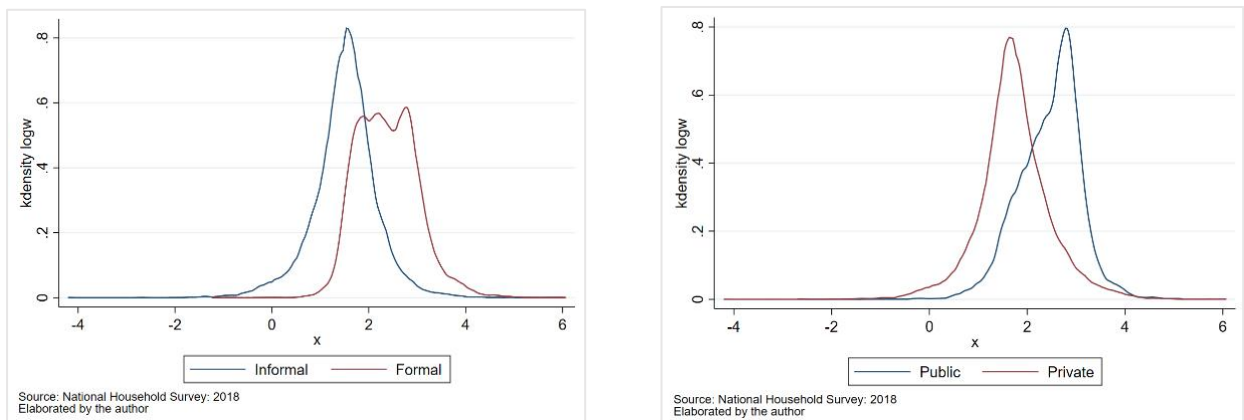 kdensity logw
.8
.6
.4
.2
0
-4 -2 0 2 4 6
x
Informal Formal
Source: National Household Survey: 2018
Elaborated by the author
kdensity logw
.8
.6
.4
.2
0
-4 -2 0 2 4 6
x
Public Private
Source: National Household Survey: 2018
Elaborated by the author